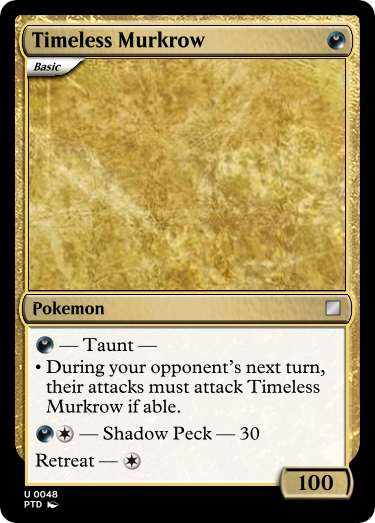 Timeless Murkrow
Basic
Pokemon
— Taunt —
• During your opponent's next turn,
their attacks must attack Timeless
Murkrow if able.
— Shadow Peck — 30
Retreat —
100
U 0048
PTD